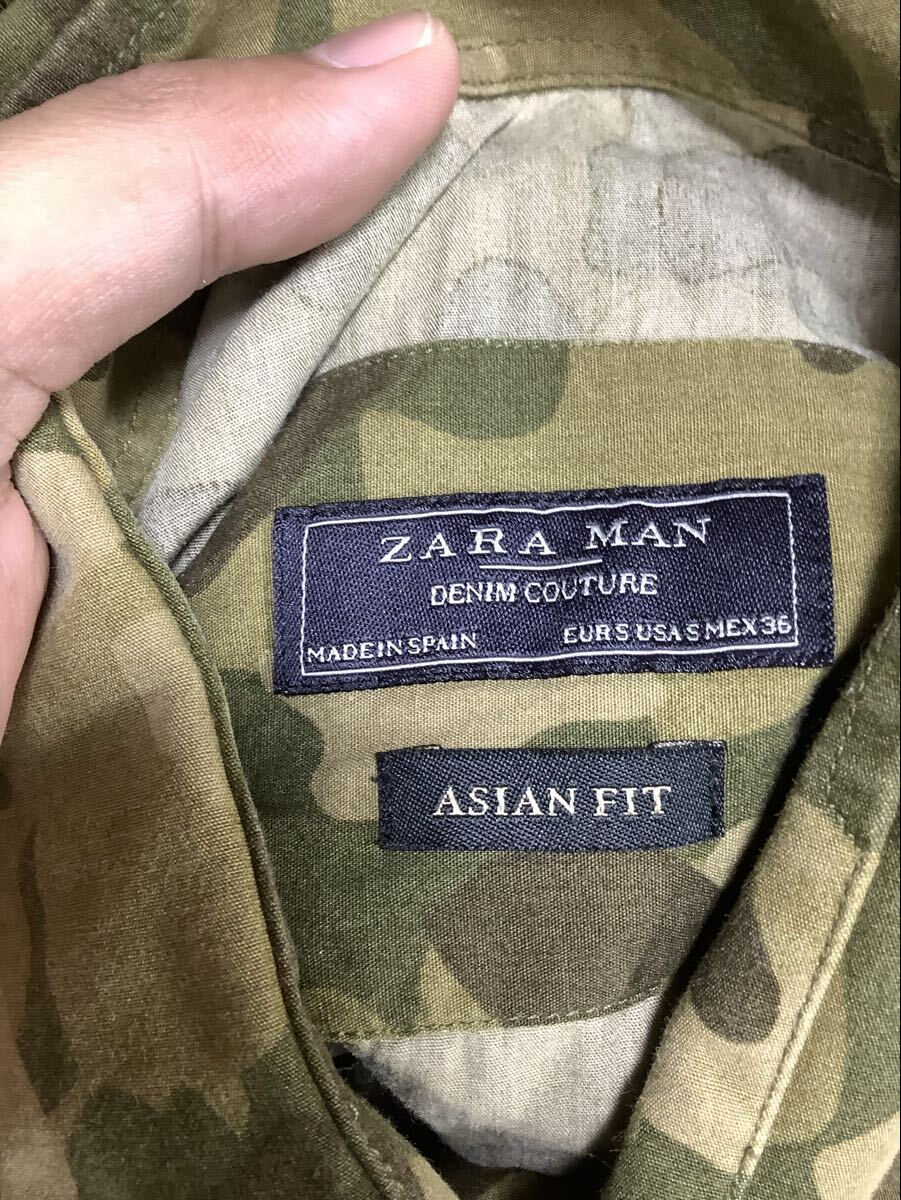 ZARA MAN
DENIM COUTURE
MADE IN SPAIN EUR S USA S MEX 36
ASIAN FIT